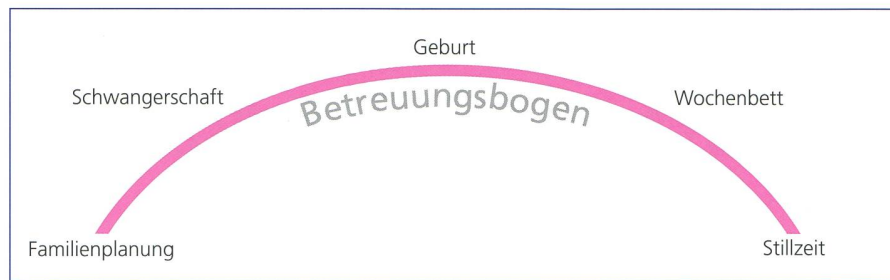 Geburt
Schwangerschaft
Betreuungsbogen
Wochenbett
Familienplanung
Stillzeit